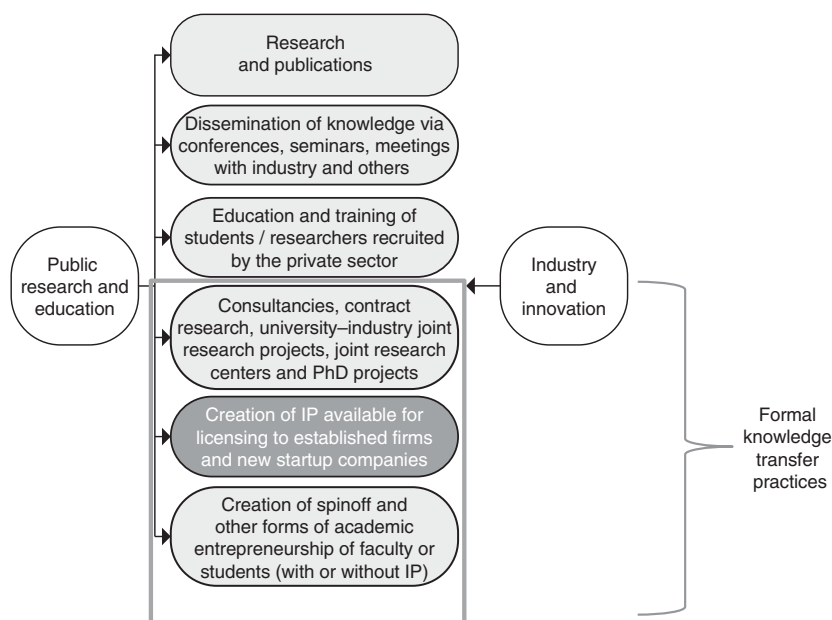 Research
and publications
Dissemination of knowledge via
conferences, seminars, meetings
with industry and others
Education and training of
students / researchers recruited
by the private sector
Public
research and
education
Industry
and
innovation
Consultancies, contract
research, university–industry joint
research projects, joint research
centers and PhD projects
Creation of IP available for
licensing to established firms
and new startup companies
Formal
knowledge
transfer
practices
Creation of spinoff and
other forms of academic
entrepreneurship of faculty or
students (with or without IP)